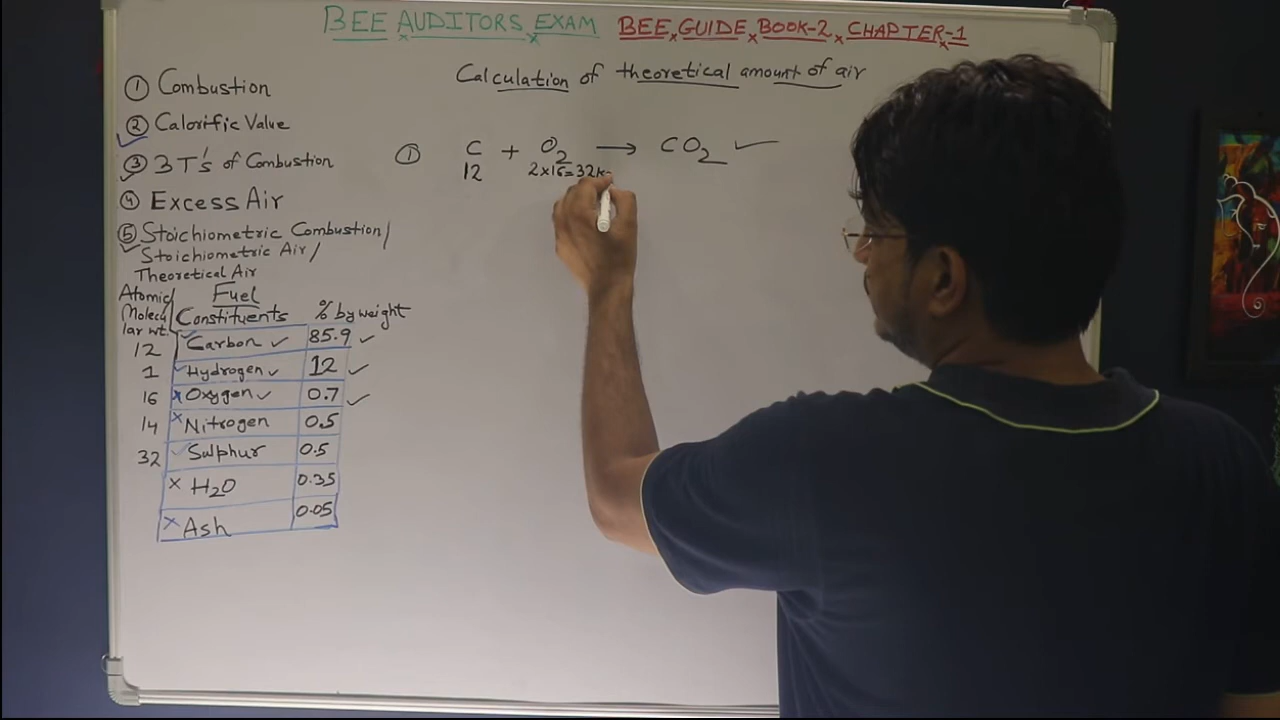 BEE AUDITORS EXAM BEE GUIDE BOOK-2, CHAPTER-1
Calculation of theoretical amount of air
① Combustion
② Calorific Value
③ 3 T's of Combustion
④ Excess Air
⑤ Stoichiometric Combustion/
Stoichiometric Air/
Theoretical Air
Atomic/
Molecu
lar wt.
Fuel
Constituents % by weight
12 Carbon 85.9
1 Hydrogen 12
16 Oxygen 0.7
14 Nitrogen 0.5
32 Sulphur 0.5
H2O 0.35
Ash 0.05
① C + O2 → CO2
12 2×16=32